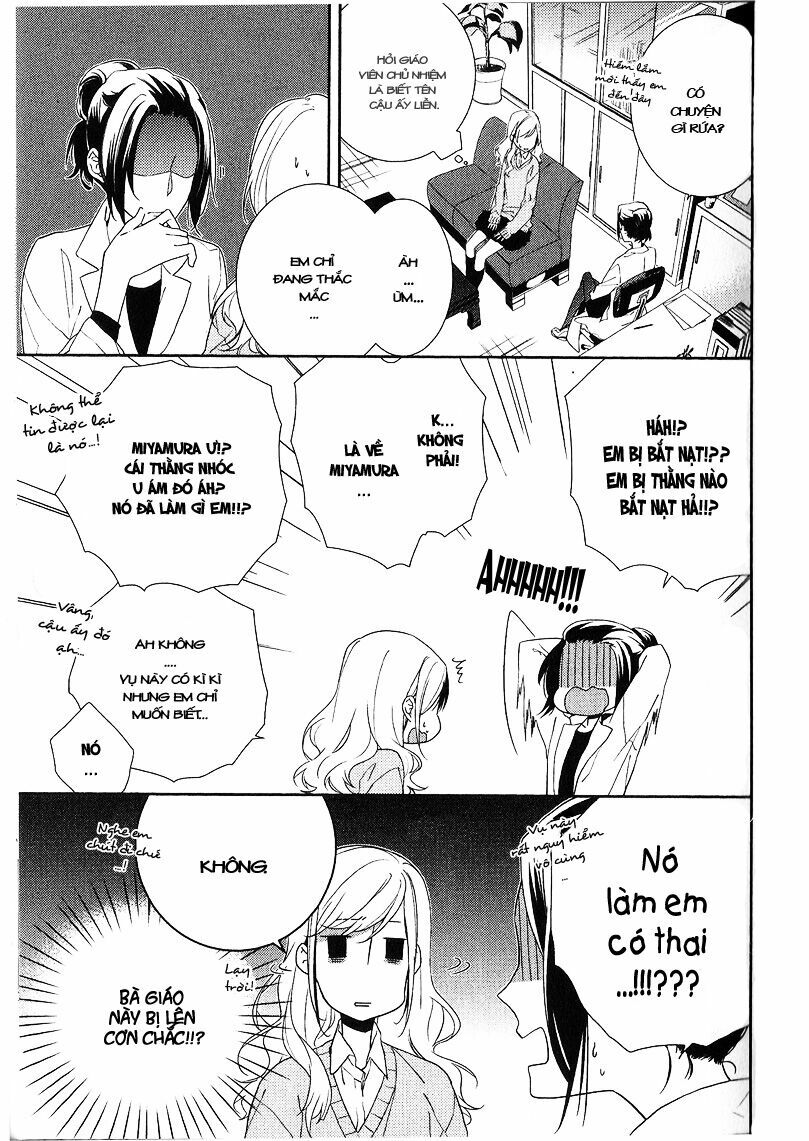 Hiếm lắm
mới thấy em
đến đây
CÓ
CHUYỆN
GÌ RỨA?
HỎI GIÁO
VIÊN CHỦ NHIỆM
LÀ BIẾT TÊN
CẬU ẤY LIỀN.
ÀH
...
ỪM...
EM CHỈ
ĐANG THẮC
MẮC
...
HÁH!?
EM BỊ BẮT NẠT!??
EM BỊ THẰNG NÀO
BẮT NẠT HẢ!!?
K...
KHÔNG
PHẢI!
LÀ VỀ
MIYAMURA
...
Không thể
tin được lại
là nó...!
MIYAMURA Ư!?
CÁI THẰNG NHÓC
U ÁM ĐÓ ÁH?
NÓ ĐÃ LÀM GÌ EM!!?
AHHHHH!!!
Vâng,
cậu ấy đó
ạh...
AH KHÔNG
....
VỤ NÀY CÓ KÌ KÌ
NHƯNG EM CHỈ
MUỐN BIẾT...
NÓ
...
Vụ này
rất nguy hiểm
vô cùng...
Nó
làm em
có thai
...!!!???
Nghe em
chút đi chứ
...!
KHÔNG.
Lạy
trời!
BÀ GIÁO
NÀY BỊ LÊN
CƠN CHẮC!!?